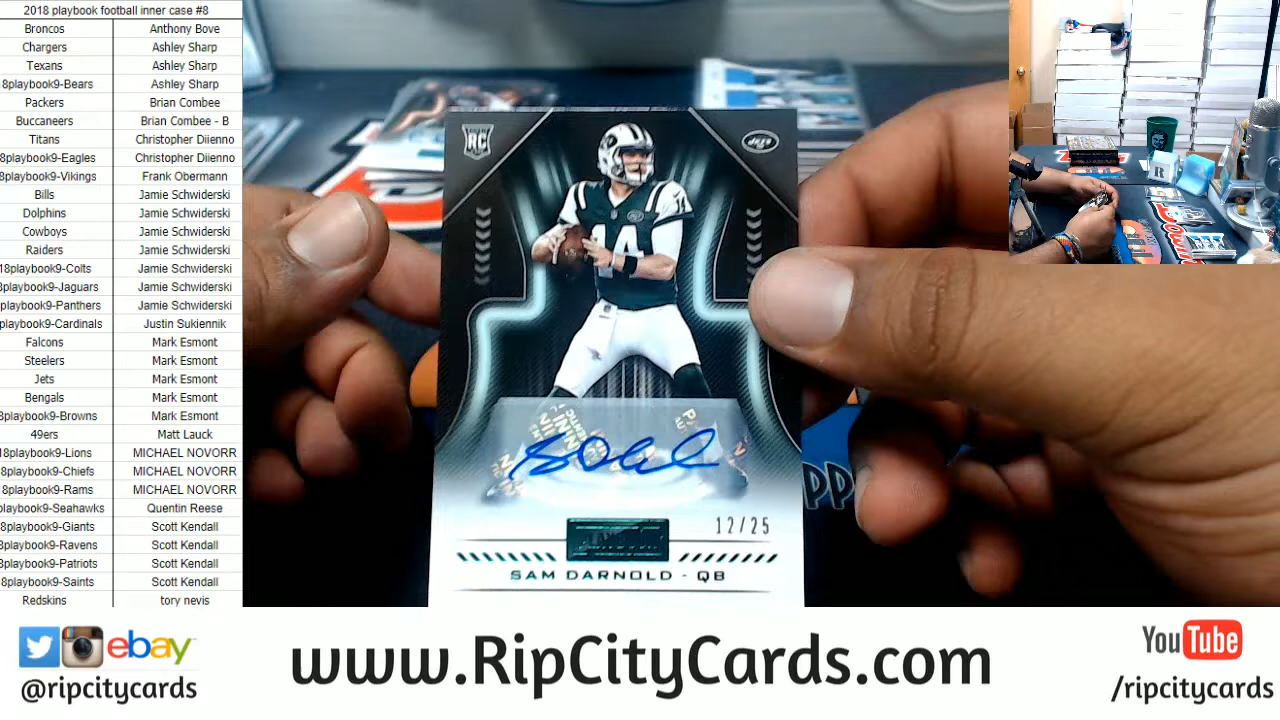 2018 playbook football inner case #8
Broncos Anthony Bove
Chargers Ashley Sharp
Texans Ashley Sharp
8playbook9-Bears Ashley Sharp
Packers Brian Combee
Buccaneers Brian Combee - B
Titans Christopher Diienno
8playbook9-Eagles Christopher Diienno
8playbook9-Vikings Frank Obermann
Bills Jamie Schwiderski
Dolphins Jamie Schwiderski
Cowboys Jamie Schwiderski
Raiders Jamie Schwiderski
18playbook9-Colts Jamie Schwiderski
8playbook9-Jaguars Jamie Schwiderski
8playbook9-Panthers Jamie Schwiderski
playbook9-Cardinals Justin Sukiennik
Falcons Mark Esmont
Steelers Mark Esmont
Jets Mark Esmont
Bengals Mark Esmont
8playbook9-Browns Mark Esmont
49ers Matt Lauck
18playbook9-Lions MICHAEL NOVORR
8playbook9-Chiefs MICHAEL NOVORR
8playbook9-Rams MICHAEL NOVORR
playbook9-Seahawks Quentin Reese
8playbook9-Giants Scott Kendall
8playbook9-Ravens Scott Kendall
8playbook9-Patriots Scott Kendall
8playbook9-Saints Scott Kendall
Redskins tory nevis
RC
JETS
14
12/25
PLAYBOOK
SAM DARNOLD - QB
PP
R
ebay
@ripcitycards
www.RipCityCards.com
YouTube
/ripcitycards